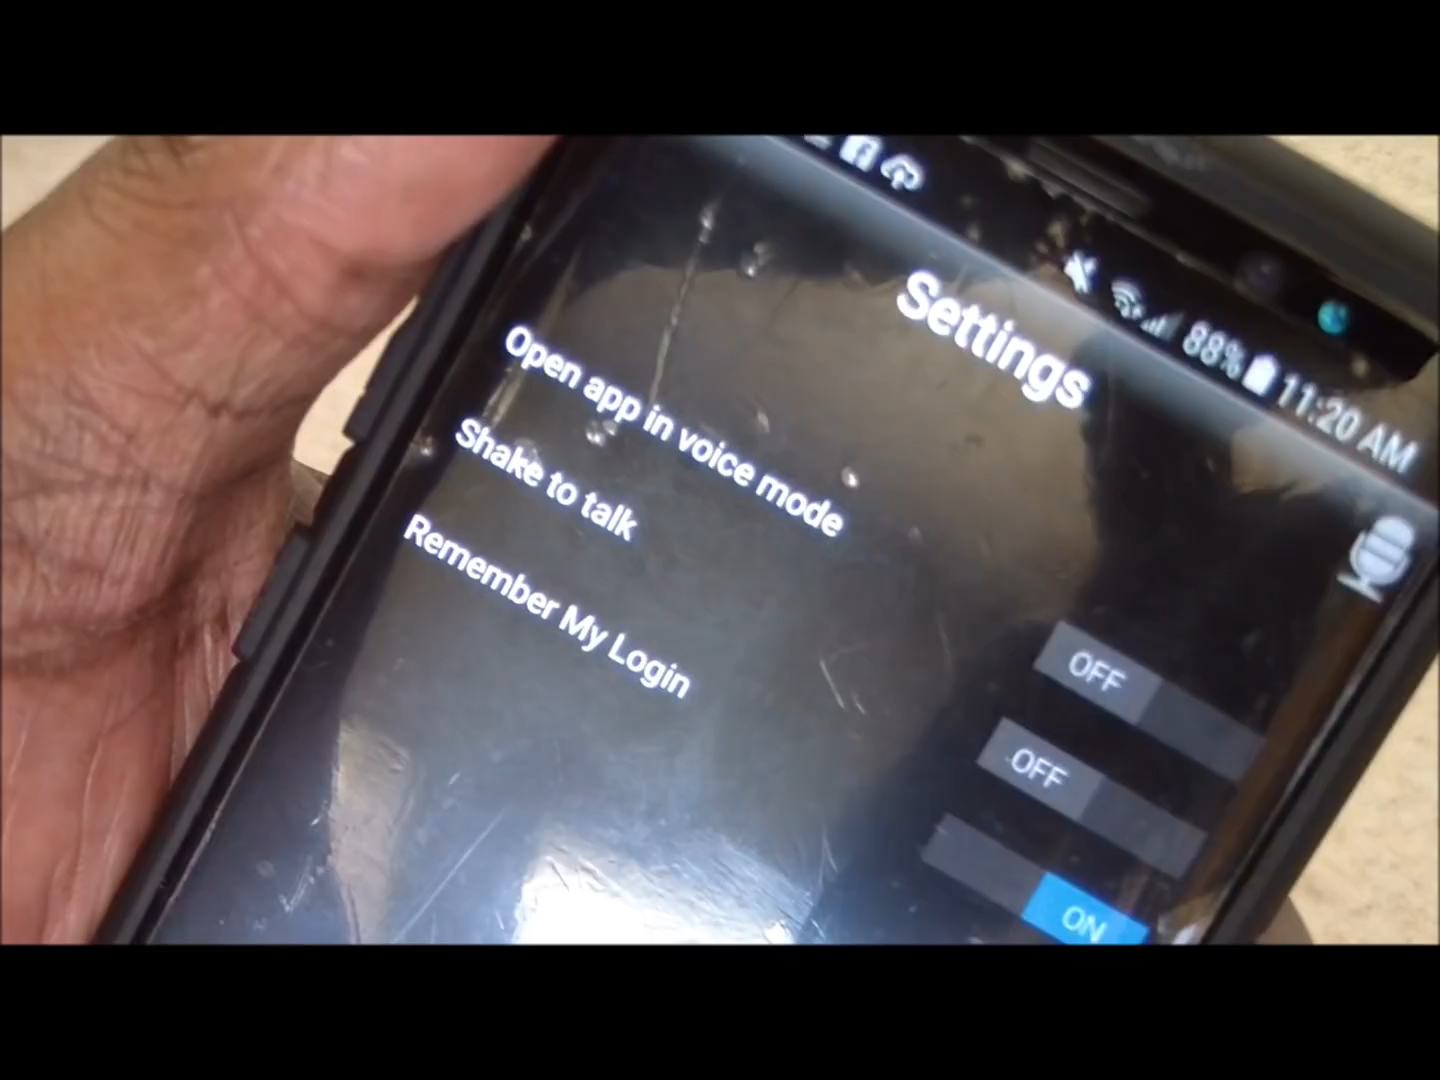 88% 11:20 AM
Settings
Open app in voice mode OFF
Shake to talk OFF
Remember My Login ON